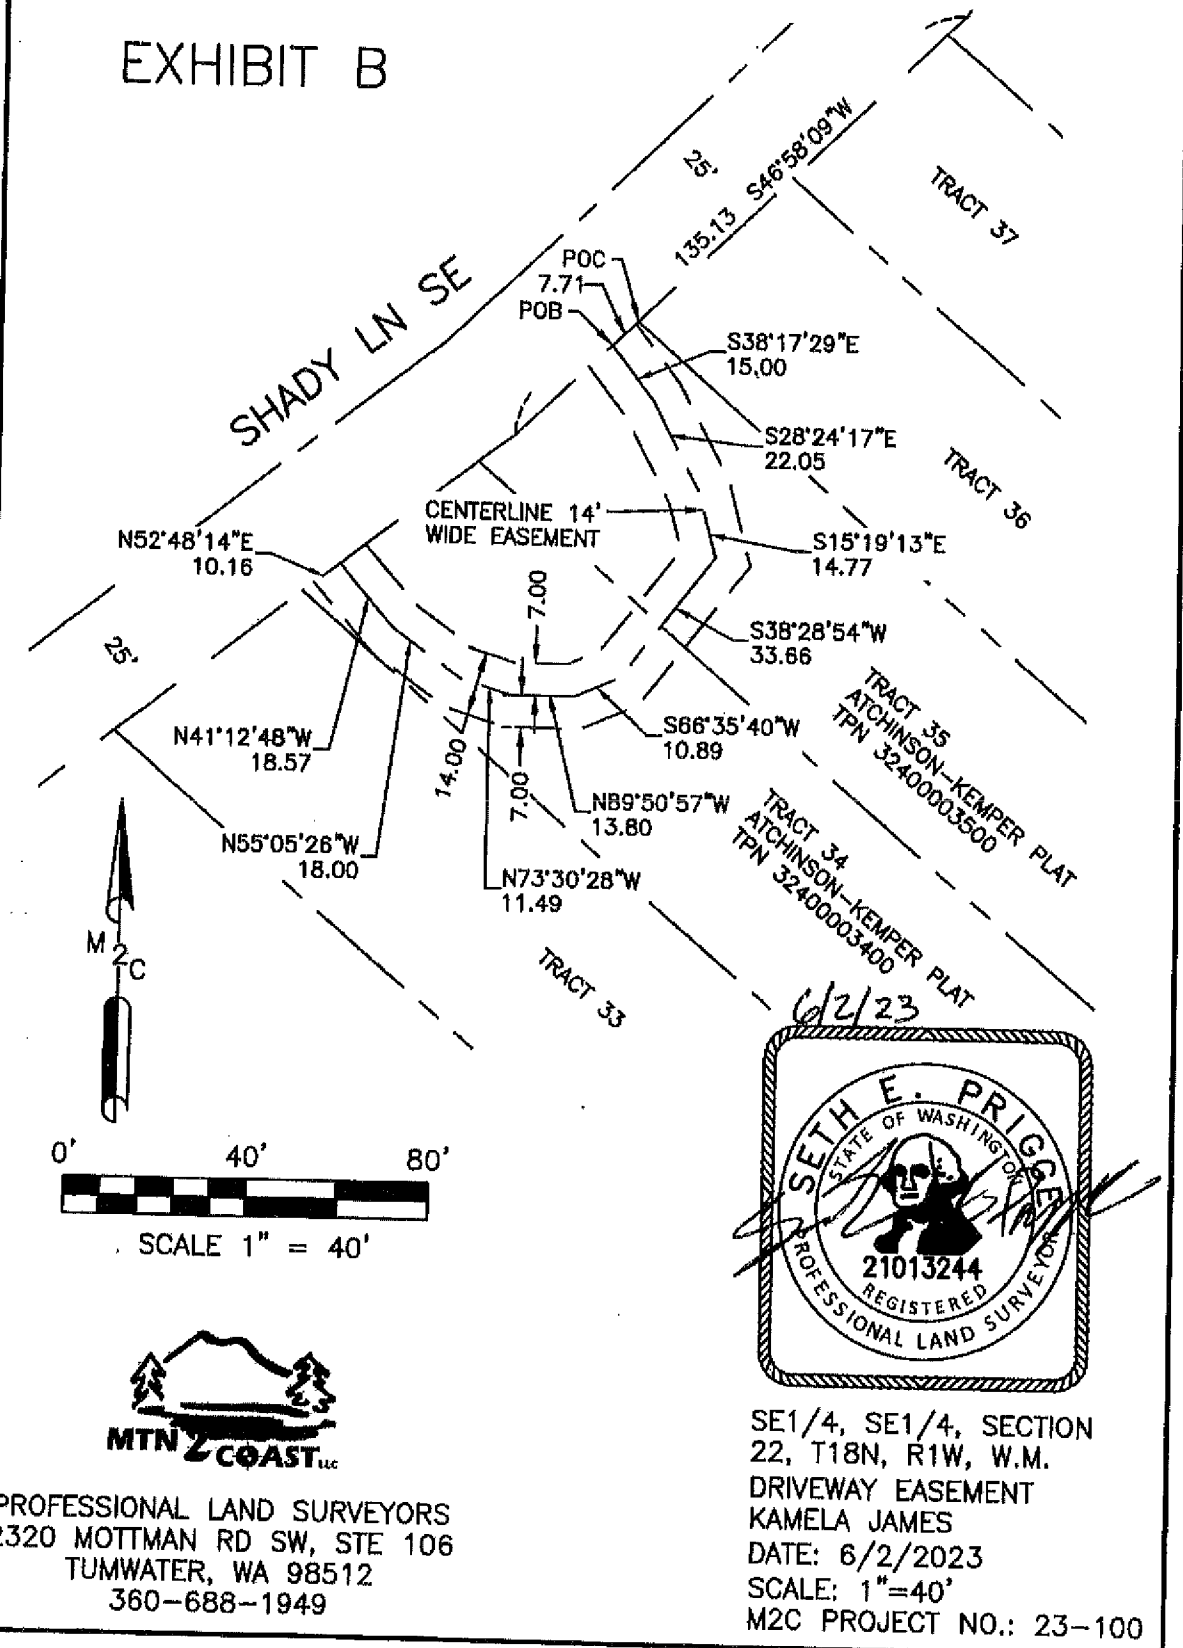 EXHIBIT B
25'
135.13 S46°58'09"W
TRACT 37
SHADY LN SE
POC
7.71
POB
S38°17'29"E
15.00
S28°24'17"E
22.05
TRACT 36
CENTERLINE 14'
WIDE EASEMENT
N52°48'14"E
10.16
S15°19'13"E
14.77
7.00
S38°28'54"W
33.66
25'
TRACT 35
ATCHINSON-KEMPER PLAT
TPN 32400003500
N41°12'48"W
18.57
14.00
7.00
S66°35'40"W
10.89
N89°50'57"W
13.80
TRACT 34
ATCHINSON-KEMPER PLAT
TPN 32400003400
N55°05'26"W
18.00
N73°30'28"W
11.49
TRACT 33
M2C
6/2/23
SETH E. PRIGGE
STATE OF WASHINGTON
21013244
REGISTERED
PROFESSIONAL LAND SURVEYOR
0' 40' 80'
SCALE 1" = 40'
MTN 2 COAST LLC
PROFESSIONAL LAND SURVEYORS
2320 MOTTMAN RD SW, STE 106
TUMWATER, WA 98512
360-688-1949
SE1/4, SE1/4, SECTION
22, T18N, R1W, W.M.
DRIVEWAY EASEMENT
KAMELA JAMES
DATE: 6/2/2023
SCALE: 1"=40'
M2C PROJECT NO.: 23-100